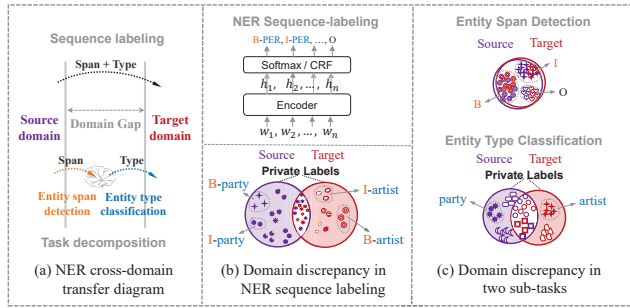 Sequence labeling
Span + Type
Source
domain
Domain Gap
Target
domain
Span
Type
Entity span
detection
Entity type
classification
Task decomposition
(a) NER cross-domain
transfer diagram
NER Sequence-labeling
B-PER, I-PER, ..., O
Softmax / CRF
h₁, h₂, ..., hₙ
Encoder
w₁, w₂, ..., wₙ
Source Target
Private Labels
B-party
I-artist
I-party
B-artist
(b) Domain discrepancy in
NER sequence labeling
Entity Span Detection
Source Target
I
O
B
Entity Type Classification
Source Target
Private Labels
party
artist
(c) Domain discrepancy in
two sub-tasks